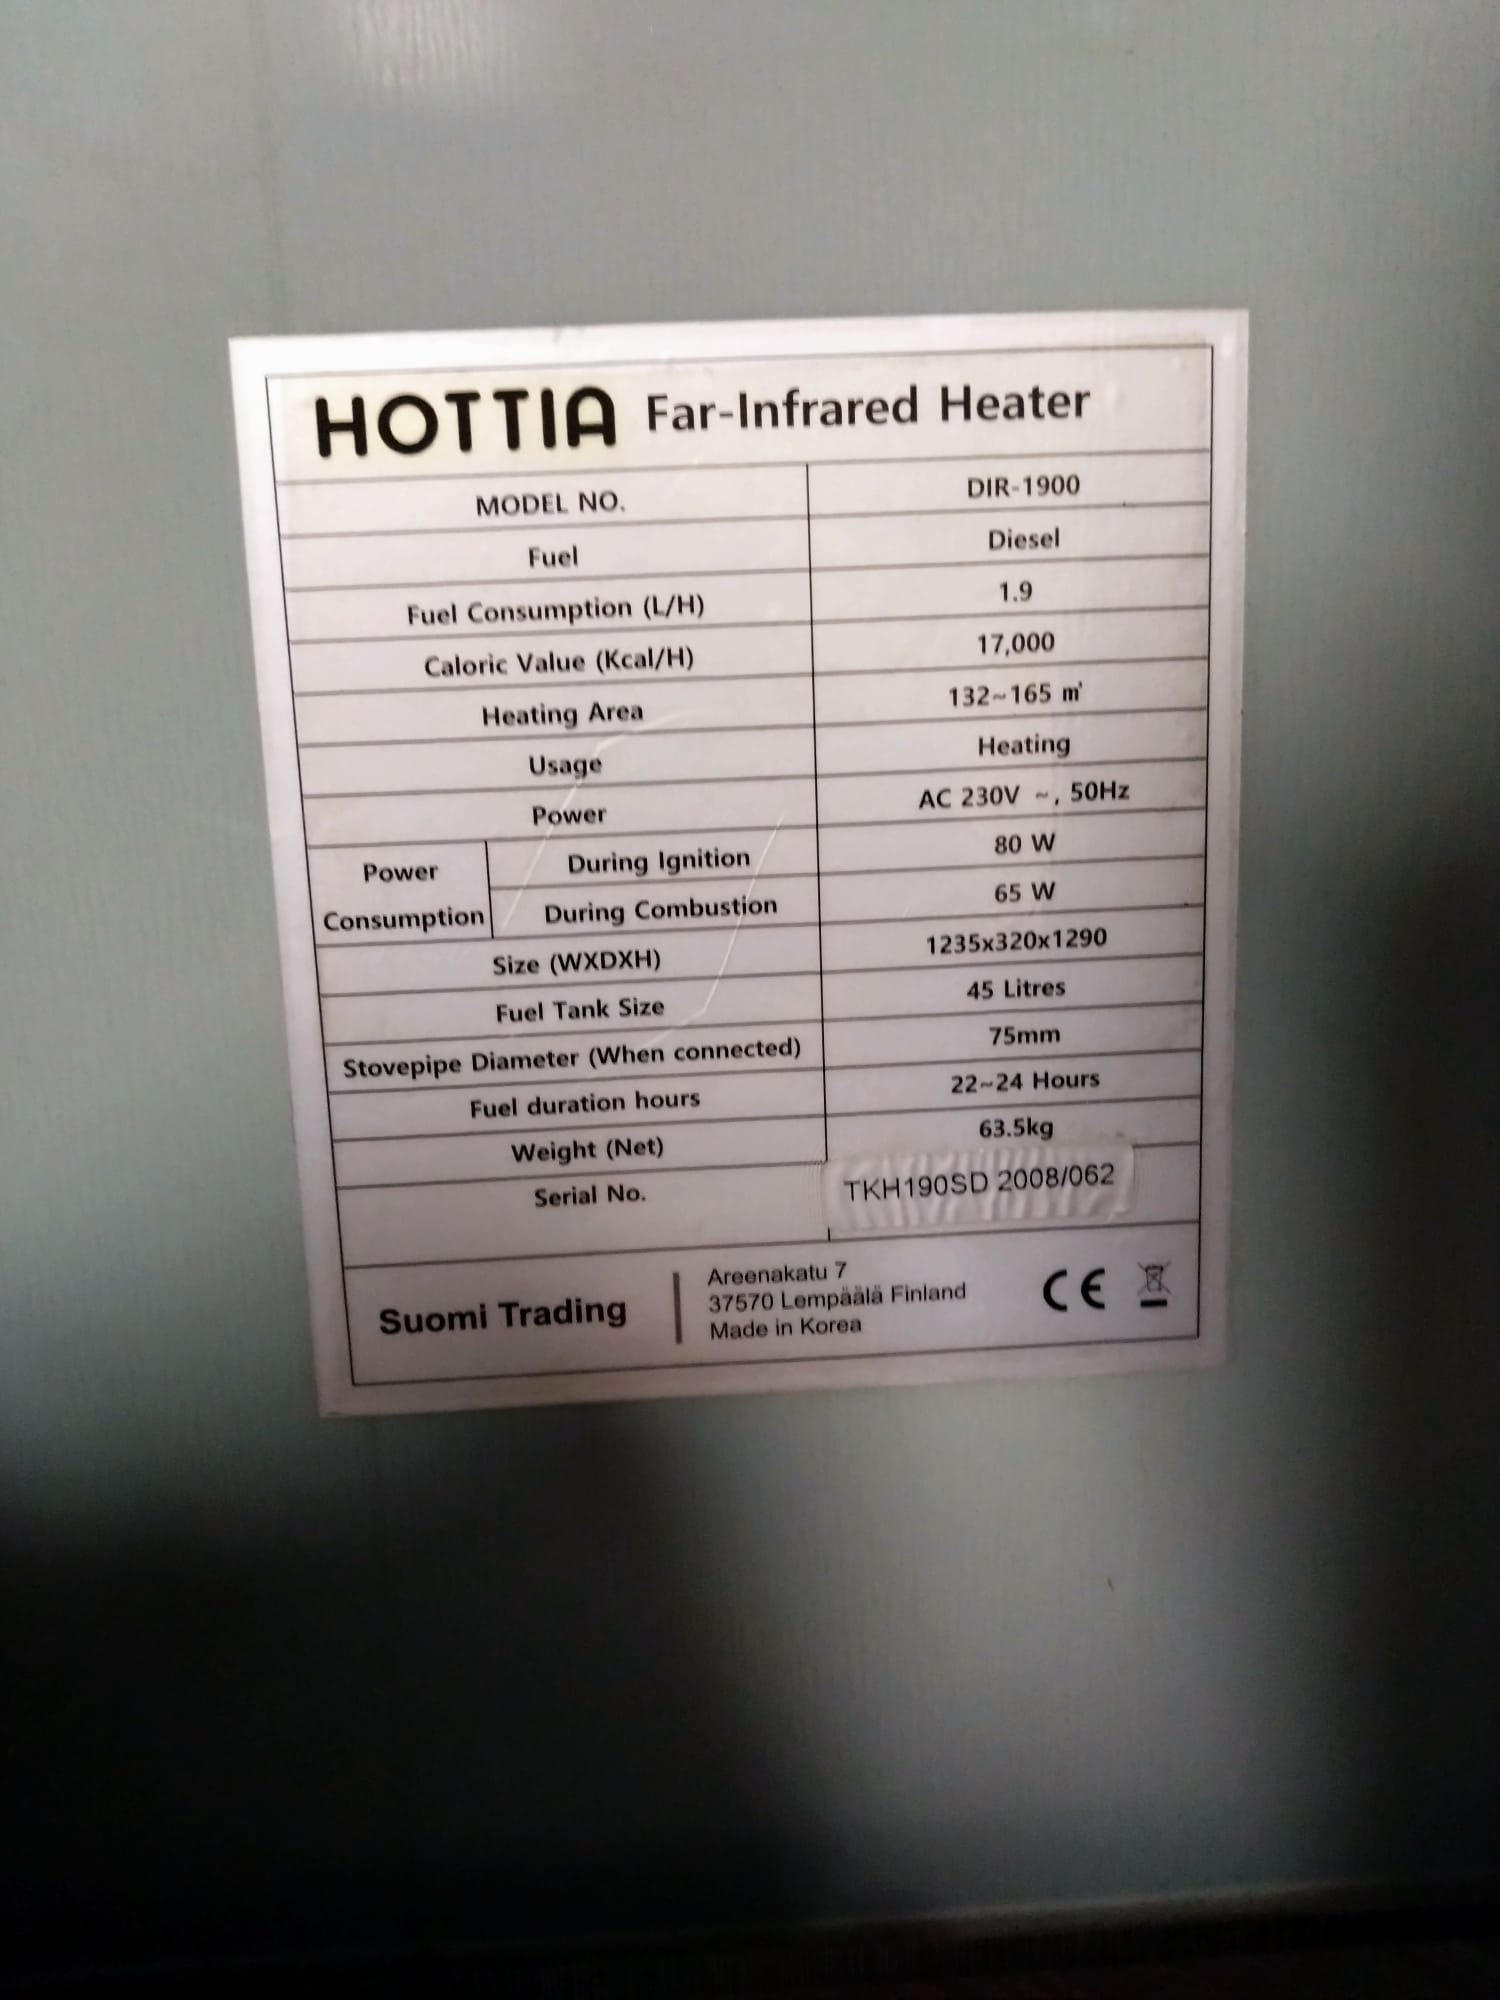 HOTTIA Far-Infrared Heater
MODEL NO. DIR-1900
Fuel Diesel
Fuel Consumption (L/H) 1.9
Caloric Value (Kcal/H) 17,000
Heating Area 132~165 ㎡
Usage Heating
Power AC 230V ~, 50Hz
Power Consumption During Ignition 80 W
During Combustion 65 W
Size (WXDXH) 1235x320x1290
Fuel Tank Size 45 Litres
Stovepipe Diameter (When connected) 75mm
Fuel duration hours 22~24 Hours
Weight (Net) 63.5kg
Serial No. TKH190SD 2008/062
Suomi Trading
Areenakatu 7
37570 Lempäälä Finland
Made in Korea
CE